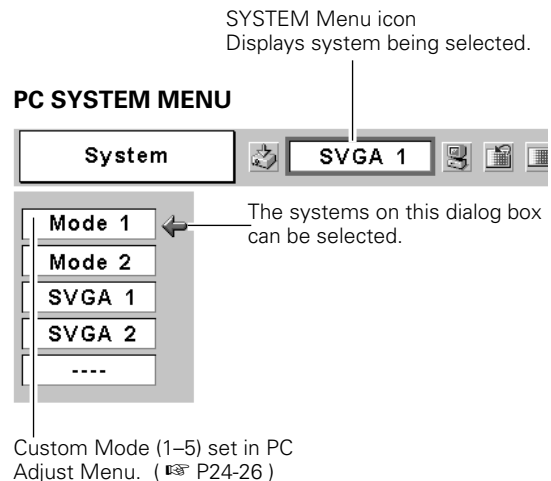 SYSTEM Menu icon
Displays system being selected.
PC SYSTEM MENU
System
SVGA 1
The systems on this dialog box
can be selected.
Mode 1
Mode 2
SVGA 1
SVGA 2
----
Custom Mode (1–5) set in PC
Adjust Menu. ( ☞ P24-26 )